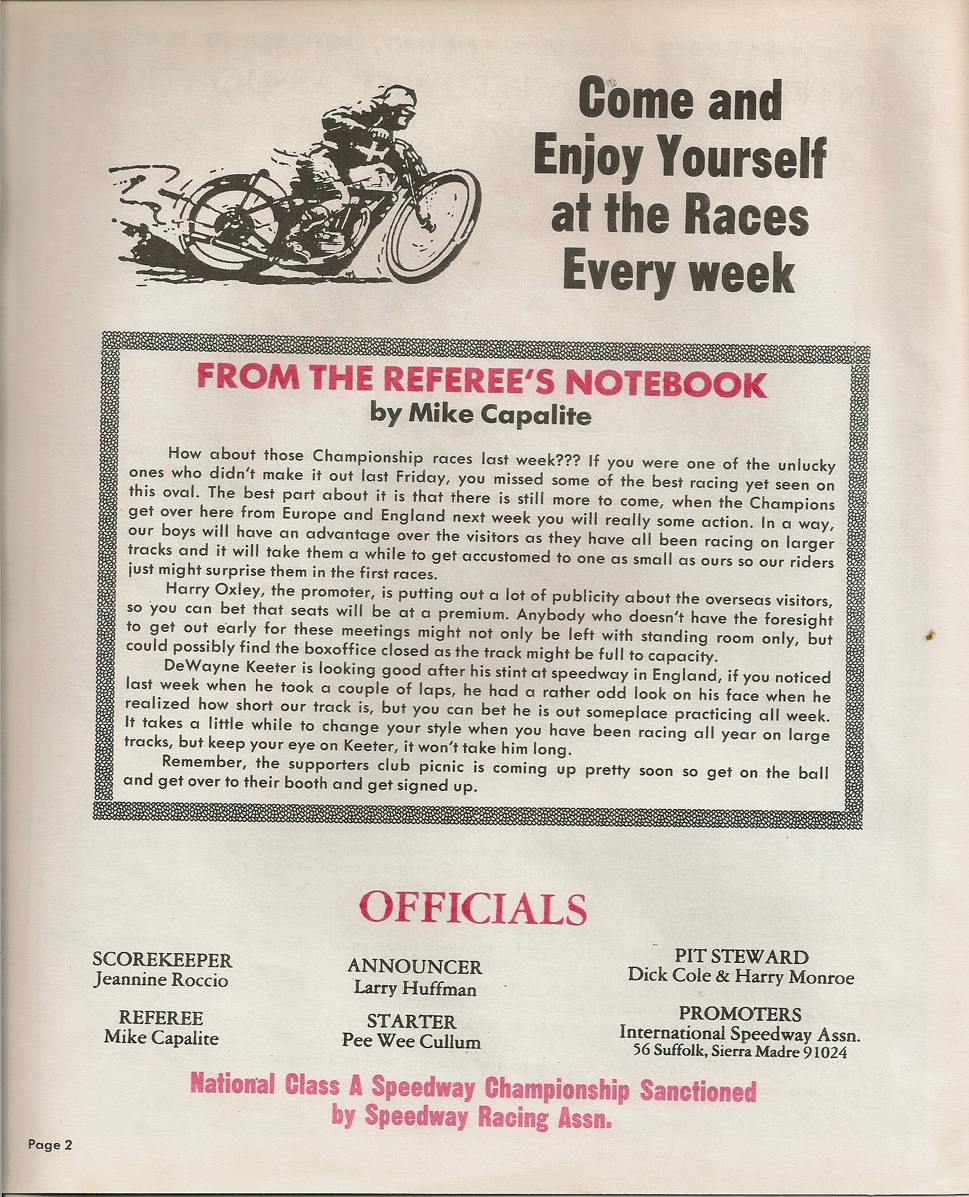 Come and
Enjoy Yourself
at the Races
Every week
FROM THE REFEREE'S NOTEBOOK
by Mike Capalite
How about those Championship races last week??? If you were one of the unlucky
ones who didn't make it out last Friday, you missed some of the best racing yet seen on
this oval. The best part about it is that there is still more to come, when the Champions
get over here from Europe and England next week you will really some action. In a way,
our boys will have an advantage over the visitors as they have all been racing on larger
tracks and it will take them a while to get accustomed to one as small as ours so our riders
just might surprise them in the first races.
Harry Oxley, the promoter, is putting out a lot of publicity about the overseas visitors,
so you can bet that seats will be at a premium. Anybody who doesn't have the foresight
to get out early for these meetings might not only be left with standing room only, but
could possibly find the boxoffice closed as the track might be full to capacity.
DeWayne Keeter is looking good after his stint at speedway in England, if you noticed
last week when he took a couple of laps, he had a rather odd look on his face when he
realized how short our track is, but you can bet he is out someplace practicing all week.
It takes a little while to change your style when you have been racing all year on large
tracks, but keep your eye on Keeter, it won't take him long.
Remember, the supporters club picnic is coming up pretty soon so get on the ball
and get over to their booth and get signed up.
OFFICIALS
SCOREKEEPER
Jeannine Roccio
REFEREE
Mike Capalite
ANNOUNCER
Larry Huffman
STARTER
Pee Wee Cullum
PIT STEWARD
Dick Cole & Harry Monroe
PROMOTERS
International Speedway Assn.
56 Suffolk, Sierra Madre 91024
National Class A Speedway Championship Sanctioned
by Speedway Racing Assn.
Page 2